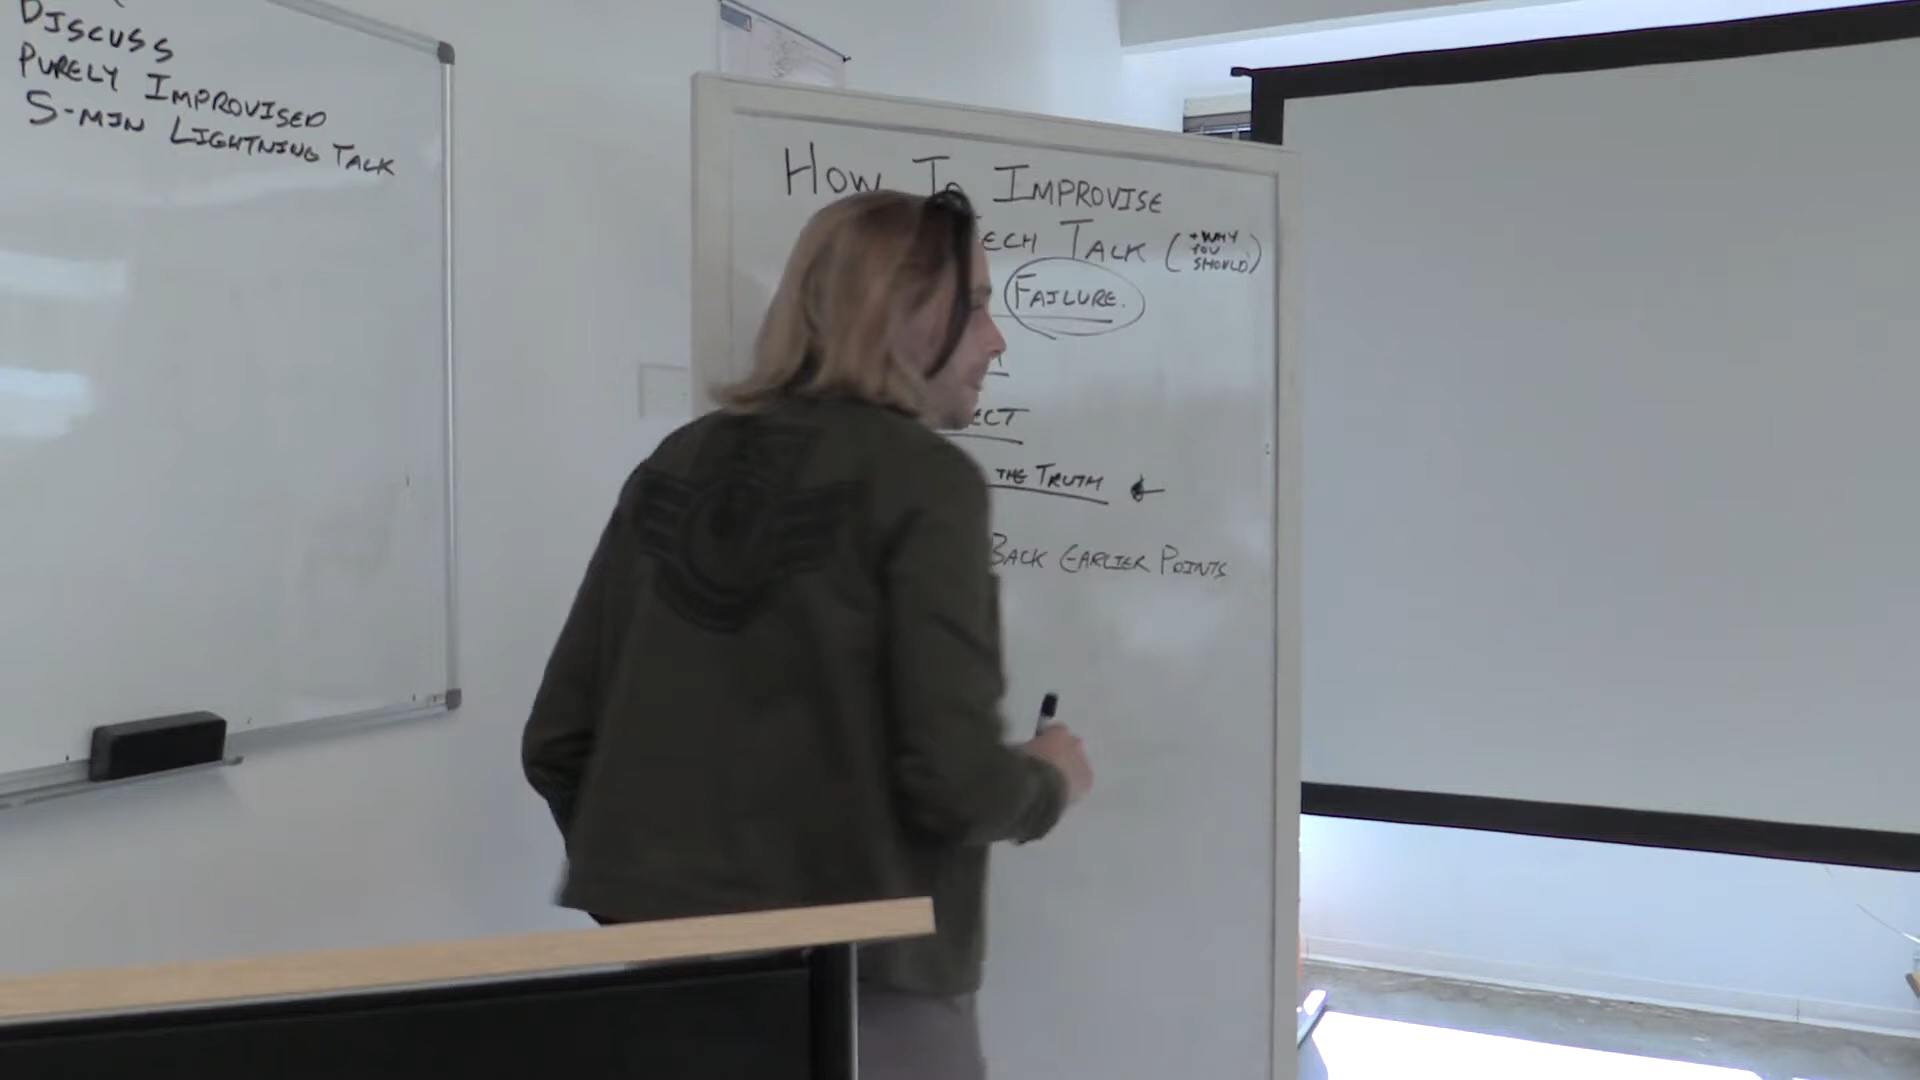 DISCUSS
PURELY IMPROVISED
5-MIN LIGHTNING TALK
HOW TO IMPROVISE
ECH TALK (+ WHY
YOU
SHOULD)
FAILURE.
ECT
THE TRUTH ←
BACK EARLIER POINTS